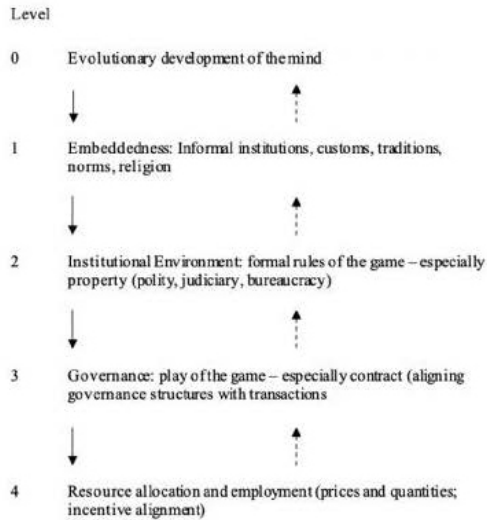 Level
0 Evolutionary development of the mind
1 Embeddedness: Informal institutions, customs, traditions,
norms, religion
2 Institutional Environment: formal rules of the game – especially
property (polity, judiciary, bureaucracy)
3 Governance: play of the game – especially contract (aligning
governance structures with transactions
4 Resource allocation and employment (prices and quantities;
incentive alignment)